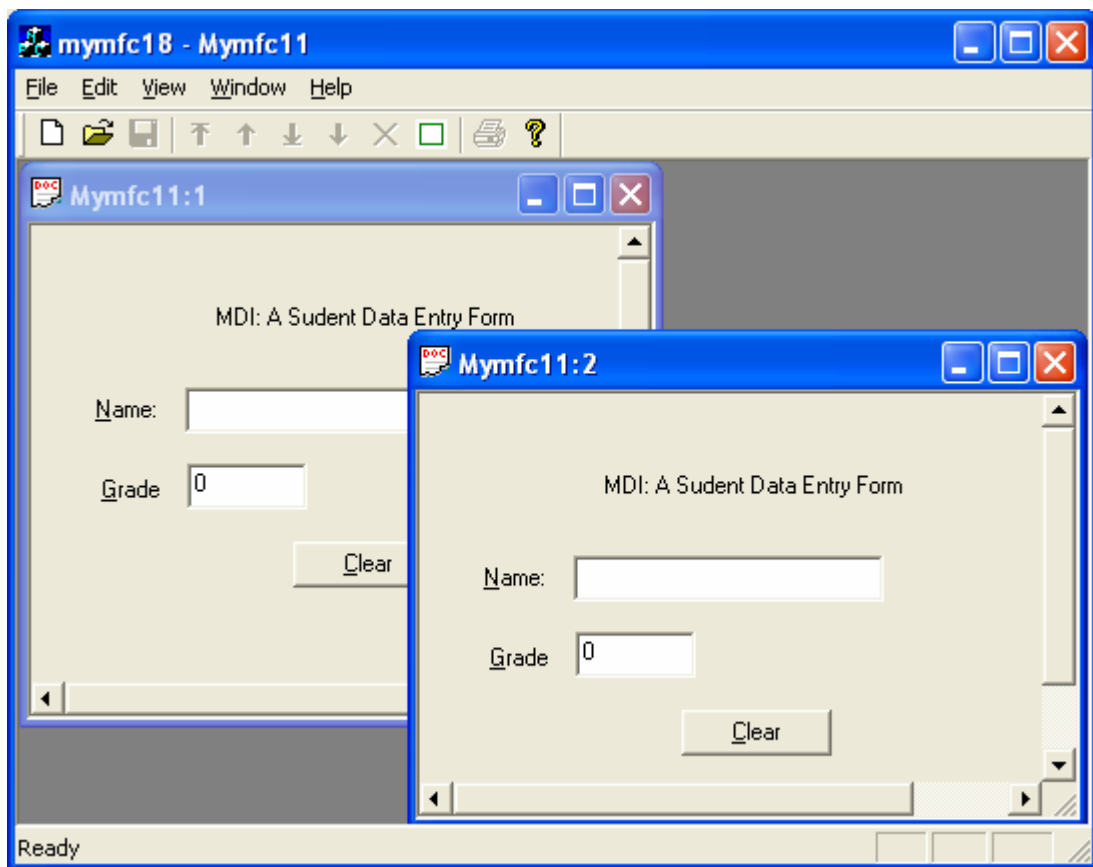 mymfc18 - Mymfc11
File Edit View Window Help
Mymfc11:1
MDI: A Sudent Data Entry Form
Name:
Grade 0
Clear
Mymfc11:2
MDI: A Sudent Data Entry Form
Name:
Grade 0
Clear
Ready